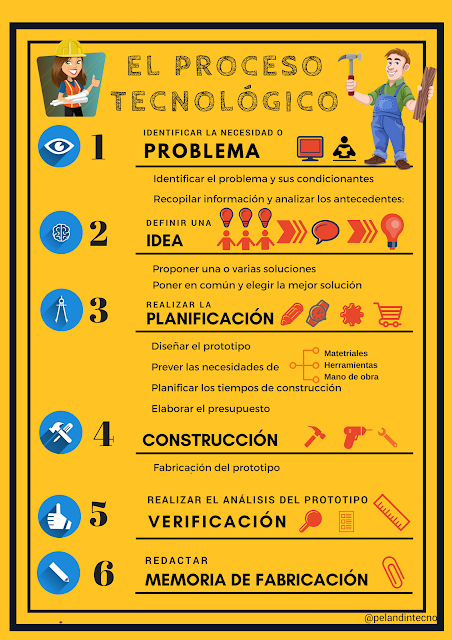 EL PROCESO
TECNOLÓGICO
1
IDENTIFICAR LA NECESIDAD O
PROBLEMA
Identificar el problema y sus condicionantes
Recopilar información y analizar los antecedentes:
2
DEFINIR UNA
IDEA
Proponer una o varias soluciones
Poner en común y elegir la mejor solución
3
REALIZAR LA
PLANIFICACIÓN
Diseñar el prototipo
Prever las necesidades de
Matetriales
Herramientas
Mano de obra
Planificar los tiempos de construcción
Elaborar el presupuesto
4
CONSTRUCCIÓN
Fabricación del prototipo
5
REALIZAR EL ANÁLISIS DEL PROTOTIPO
VERIFICACIÓN
6
REDACTAR
MEMORIA DE FABRICACIÓN
@pelandintecno